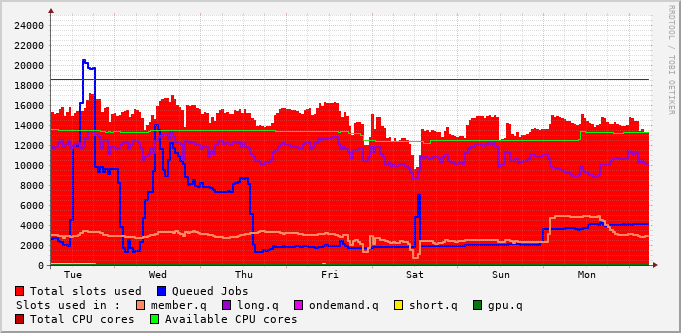 RRDTOOL / TOBI OETIKER
24000
22000
20000
18000
16000
14000
12000
10000
8000
6000
4000
2000
0
Tue Wed Thu Fri Sat Sun Mon
Total slots used Queued Jobs
Slots used in : member.q long.q ondemand.q short.q gpu.q
Total CPU cores Available CPU cores